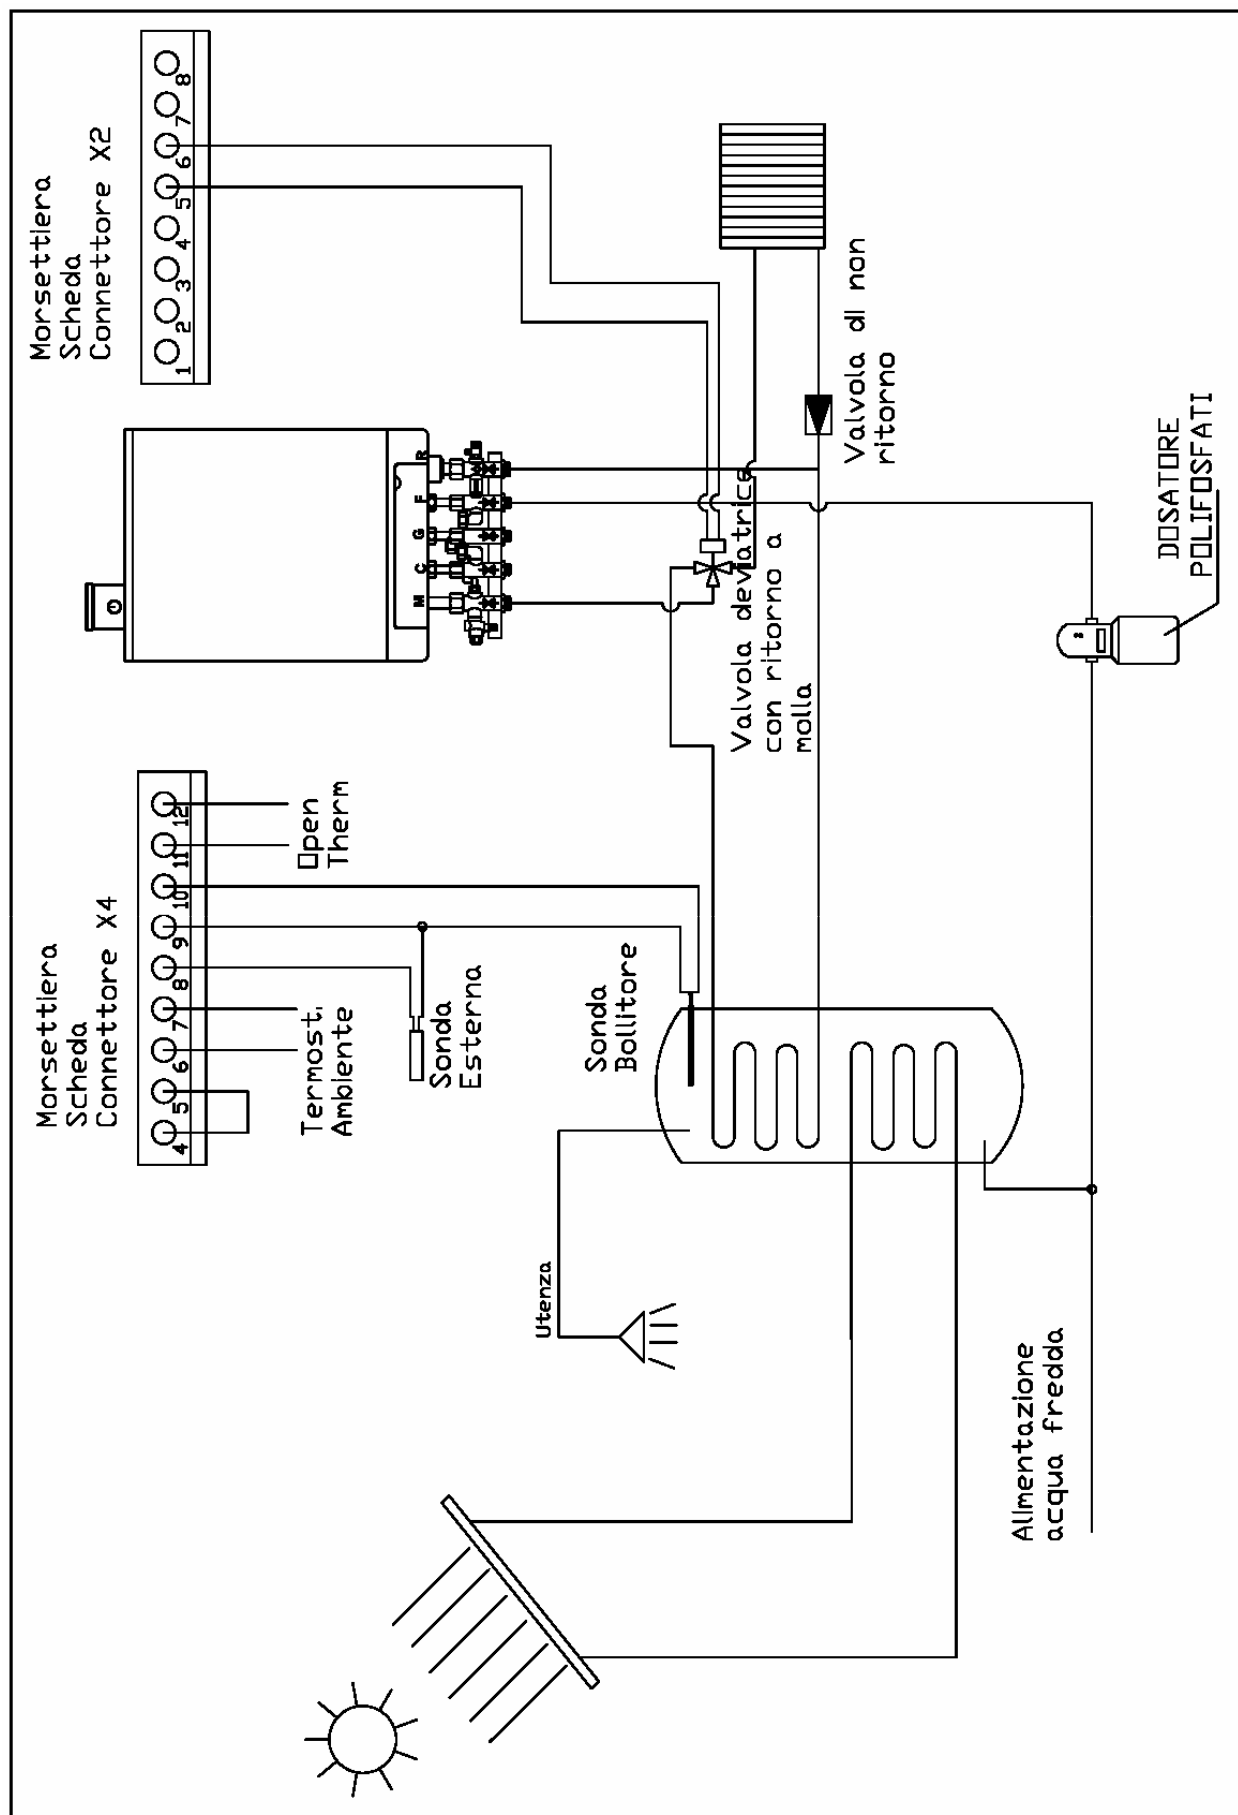 Morsettiera
Scheda
Connettore X4
4 5 6 7 8 9 10 11 12
Termost.
Ambiente
Open
Therm
Sonda
Esterna
Morsettiera
Scheda
Connettore X2
1 2 3 4 5 6 7 8
M C G F R
Utenza
Sonda
Bollitore
Valvola deviatrice
con ritorno a
molla
Valvola di non
ritorno
Alimentazione
acqua fredda
DOSATORE
POLIFOSFATI